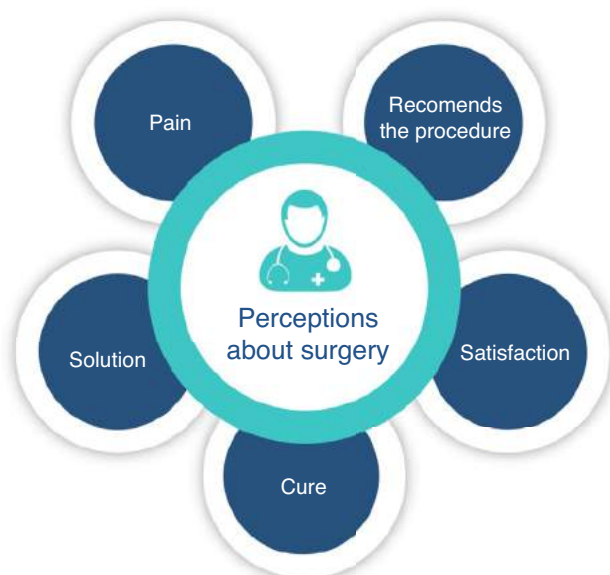 Pain
Recomends
the procedure
Perceptions
about surgery
Solution
Satisfaction
Cure